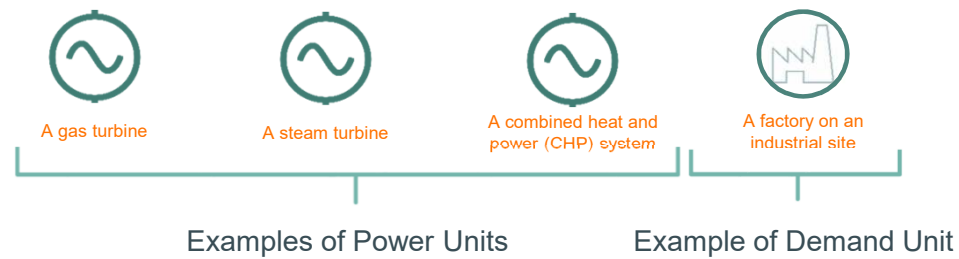 A gas turbine
A steam turbine
A combined heat and
power (CHP) system
A factory on an
industrial site
Examples of Power Units
Example of Demand Unit